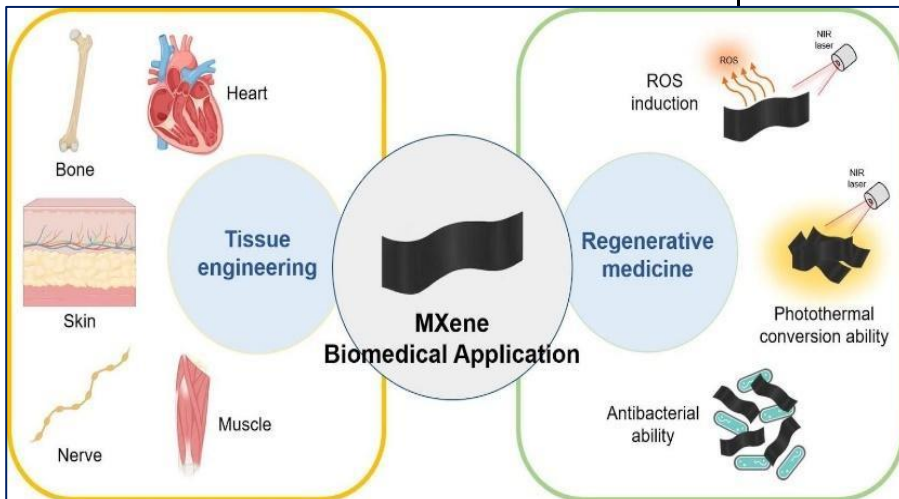 Bone
Heart
Skin
Nerve
Muscle
Tissue
engineering
MXene
Biomedical Application
Regenerative
medicine
ROS
induction
ROS
NIR
laser
NIR
laser
Photothermal
conversion ability
Antibacterial
ability